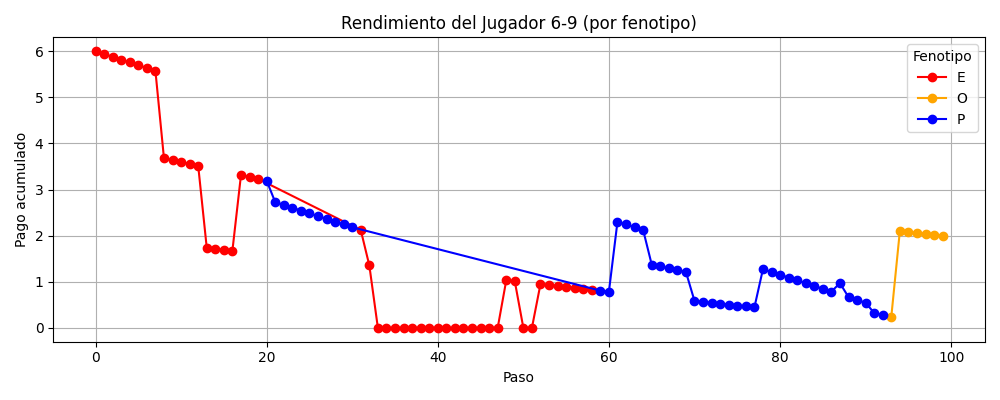 Rendimiento del Jugador 6-9 (por fenotipo)
Pago acumulado
6
5
4
3
2
1
0
Fenotipo
E
O
P
0 20 40 60 80 100
Paso